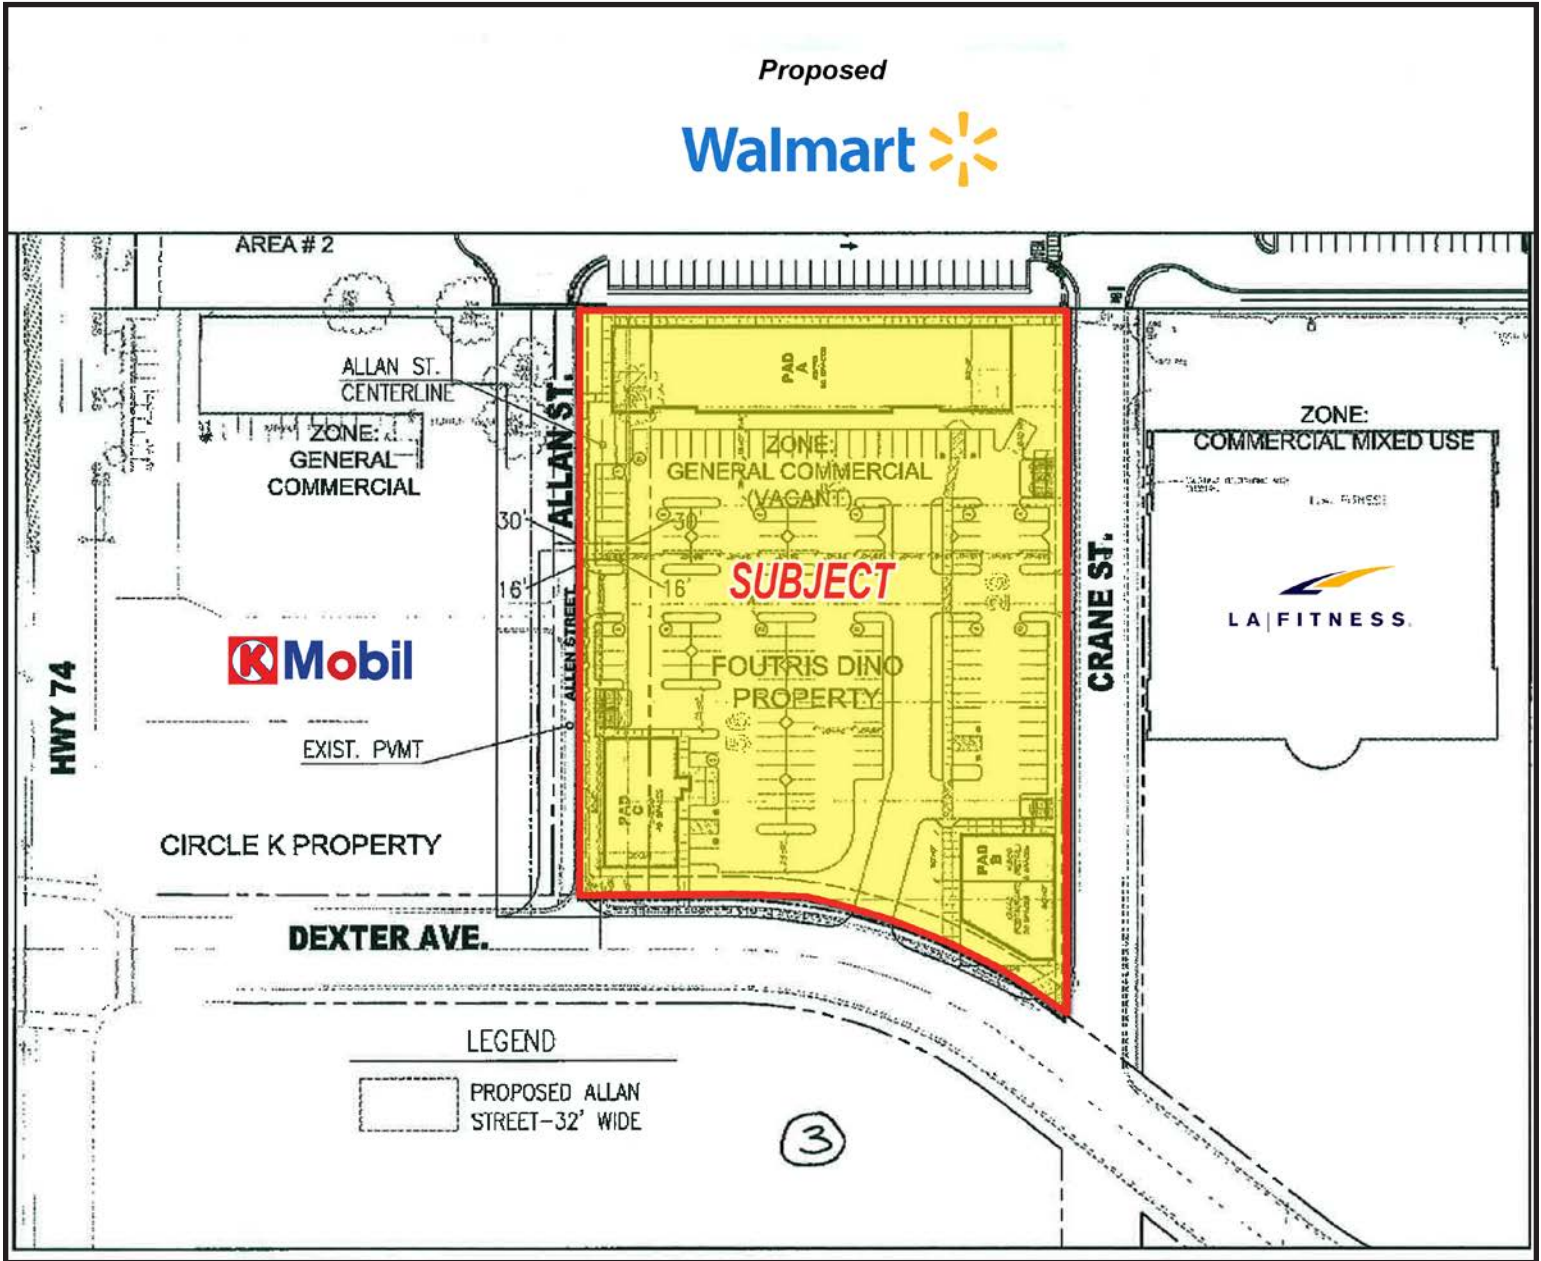 Proposed
Walmart
AREA # 2
ALLAN ST.
CENTERLINE
ZONE:
GENERAL
COMMERCIAL
ALLAN ST.
PAD
A
ZONE:
GENERAL COMMERCIAL
(VACANT)
ZONE:
COMMERCIAL MIXED USE
L.A. FITNESS
30'
30'
16'
16'
SUBJECT
CRANE ST.
LA|FITNESS.
ALLEN STREET
K Mobil
HWY 74
FOUTRIS DINO
PROPERTY
EXIST. PVMT
PAD
C
CIRCLE K PROPERTY
PAD
B
DEXTER AVE.
LEGEND
PROPOSED ALLAN
STREET-32' WIDE
3